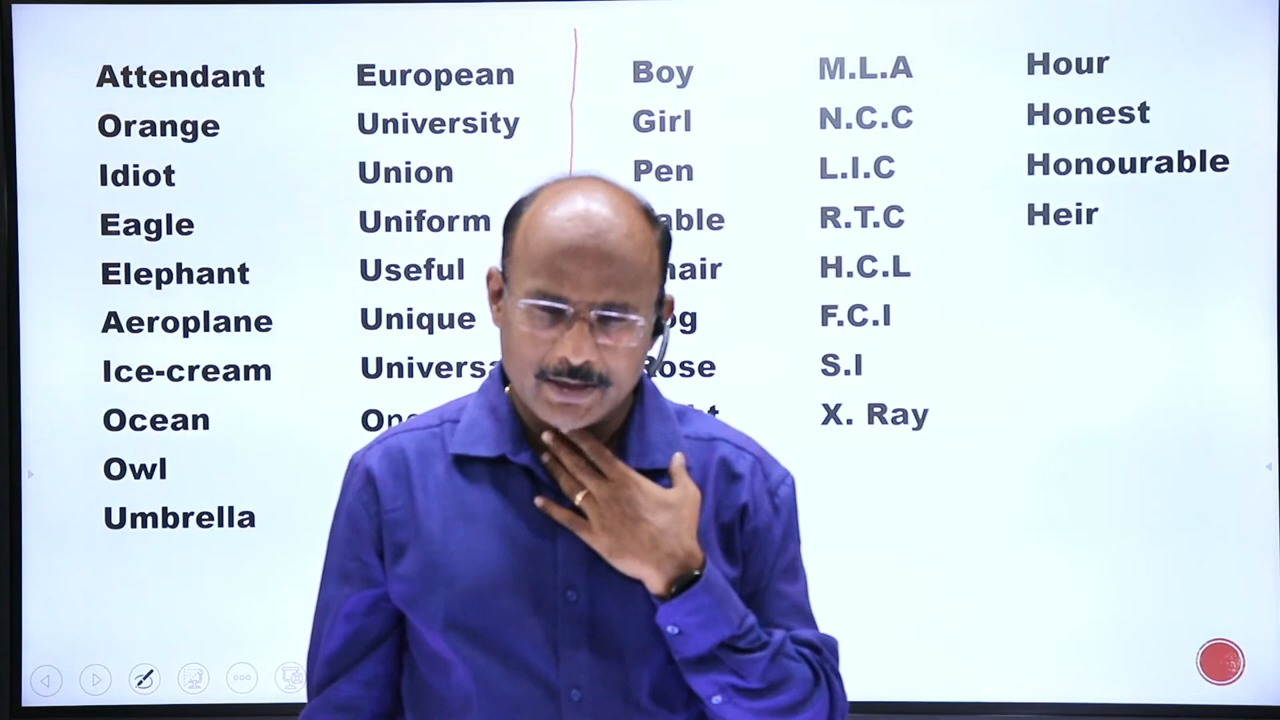 Attendant
Orange
Idiot
Eagle
Elephant
Aeroplane
Ice-cream
Ocean
Owl
Umbrella
European
University
Union
Uniform
Useful
Unique
Boy
Girl
Pen
M.L.A
N.C.C
L.I.C
R.T.C
H.C.L
F.C.I
S.I
X. Ray
Hour
Honest
Honourable
Heir